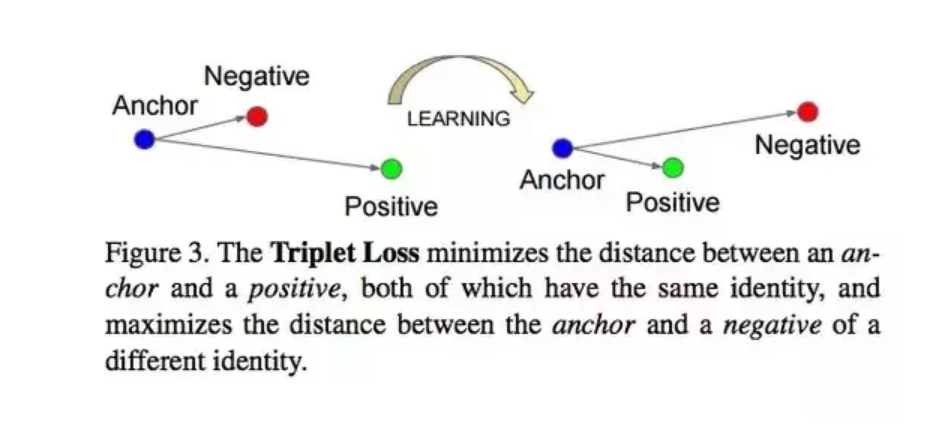 Negative
Anchor
LEARNING
Positive
Negative
Anchor
Positive
Figure 3. The Triplet Loss minimizes the distance between an an-
chor and a positive, both of which have the same identity, and
maximizes the distance between the anchor and a negative of a
different identity.